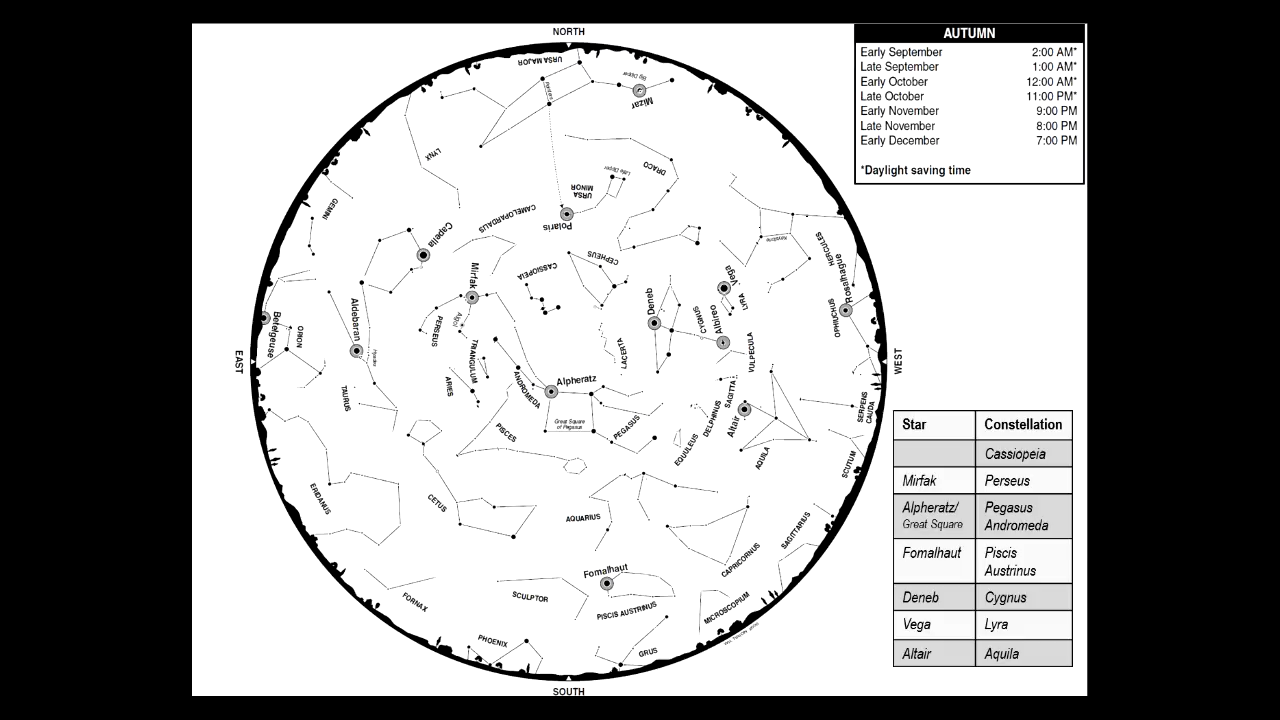 NORTH
AUTUMN
Early September 2:00 AM*
Late September 1:00 AM*
Early October 12:00 AM*
Late October 11:00 PM*
Early November 9:00 PM
Late November 8:00 PM
Early December 7:00 PM
*Daylight saving time
URSA MAJOR
Big Dipper
Pointers
Mizar
LYNX
DRACO
Little Dipper
URSA
MINOR
GEMINI
CAMELOPARDALIS
Polaris
Capella
Keystone
HERCULES
CEPHEUS
CASSIOPEIA
Mirfak
Vega
LYRA
Rasalhague
OPHIUCHUS
Betelgeuse
ORION
Aldebaran
Hyades
PERSEUS
Algol
Deneb
CYGNUS
Albireo
VULPECULA
LACERTA
EAST
WEST
TAURUS
ARIES
TRIANGULUM
ANDROMEDA
Alpheratz
Great Square
of Pegasus
PEGASUS
SAGITTA
DELPHINUS
Altair
EQUULEUS
AQUILA
SERPENS
CAUDA
SCUTUM
PISCES
ERIDANUS
CETUS
AQUARIUS
CAPRICORNUS
SAGITTARIUS
Fomalhaut
FORNAX
SCULPTOR
PISCIS AUSTRINUS
MICROSCOPIUM
PHOENIX
GRUS
SOUTH
Star Constellation
Cassiopeia
Mirfak Perseus
Alpheratz/ Pegasus
Great Square Andromeda
Fomalhaut Piscis
Austrinus
Deneb Cygnus
Vega Lyra
Altair Aquila